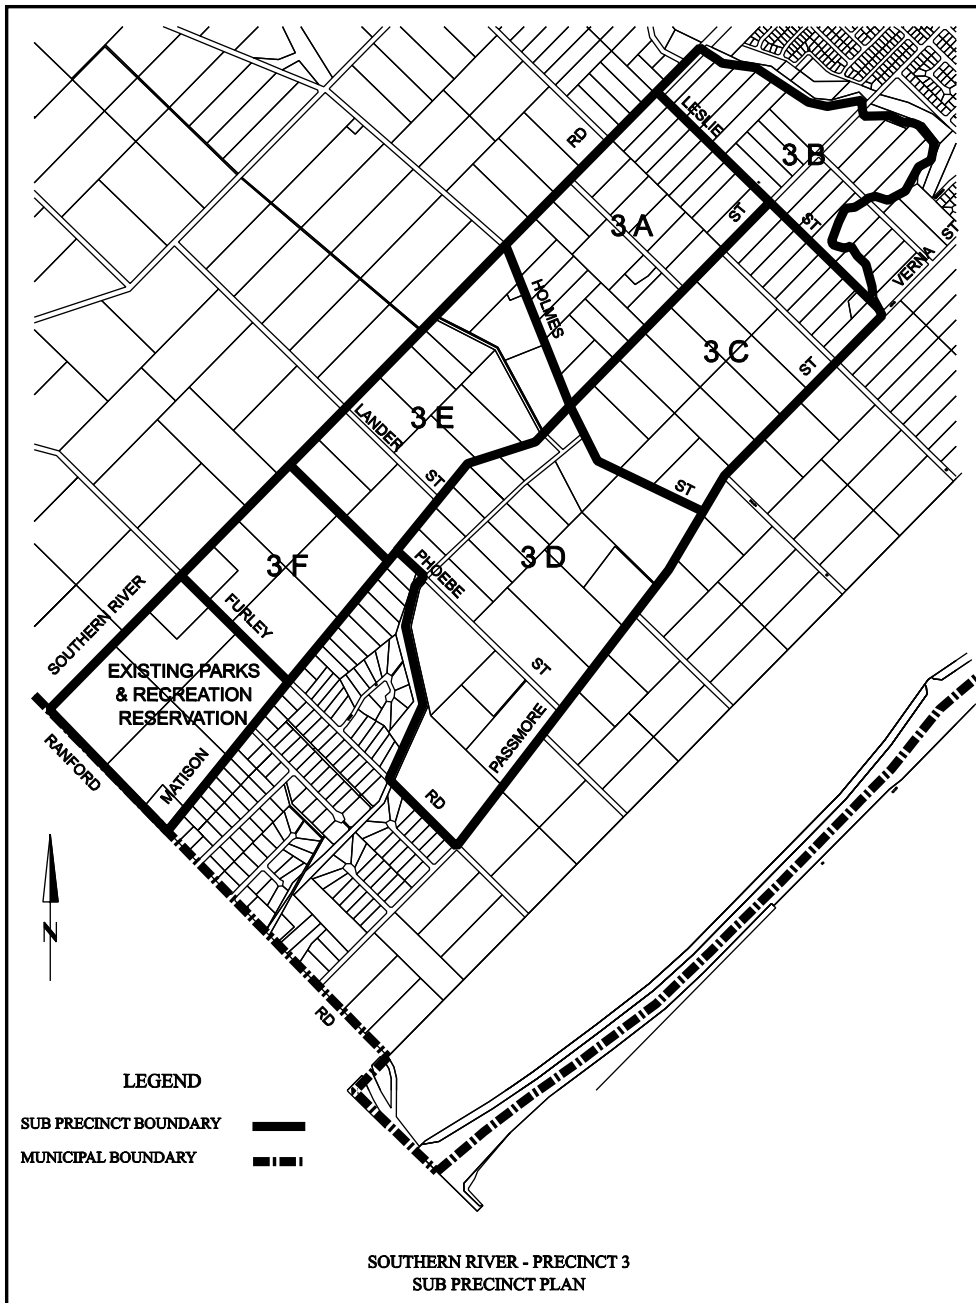 RD
LESLIE
3 B
ST
3 A
ST
VERNA
ST
HOLMES
3 C
ST
LANDER
3 E
ST
ST
3 F
PHOEBE
3 D
SOUTHERN RIVER
FURLEY
EXISTING PARKS
& RECREATION
RESERVATION
ST
PASSMORE
RANFORD
MATISON
RD
N
RD
LEGEND
SUB PRECINCT BOUNDARY
MUNICIPAL BOUNDARY
SOUTHERN RIVER - PRECINCT 3
SUB PRECINCT PLAN